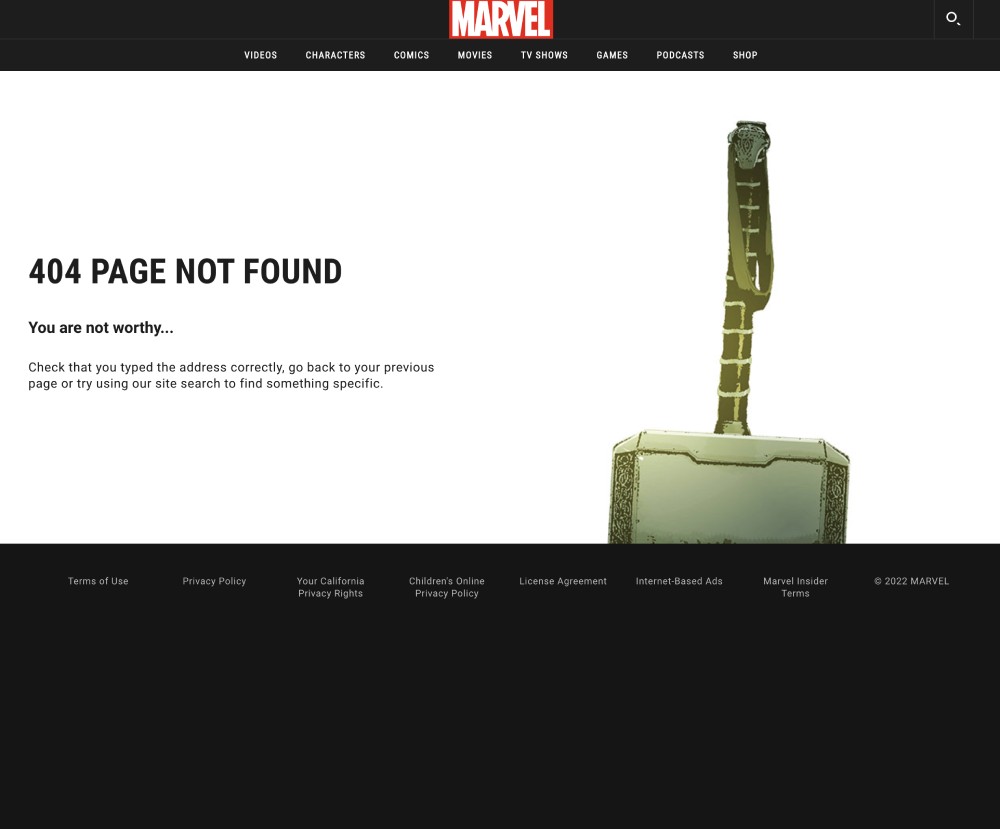 MARVEL
VIDEOS CHARACTERS COMICS MOVIES TV SHOWS GAMES PODCASTS SHOP
404 PAGE NOT FOUND
You are not worthy...
Check that you typed the address correctly, go back to your previous
page or try using our site search to find something specific.
Terms of Use
Privacy Policy
Your California
Privacy Rights
Children's Online
Privacy Policy
License Agreement
Internet-Based Ads
Marvel Insider
Terms
© 2022 MARVEL